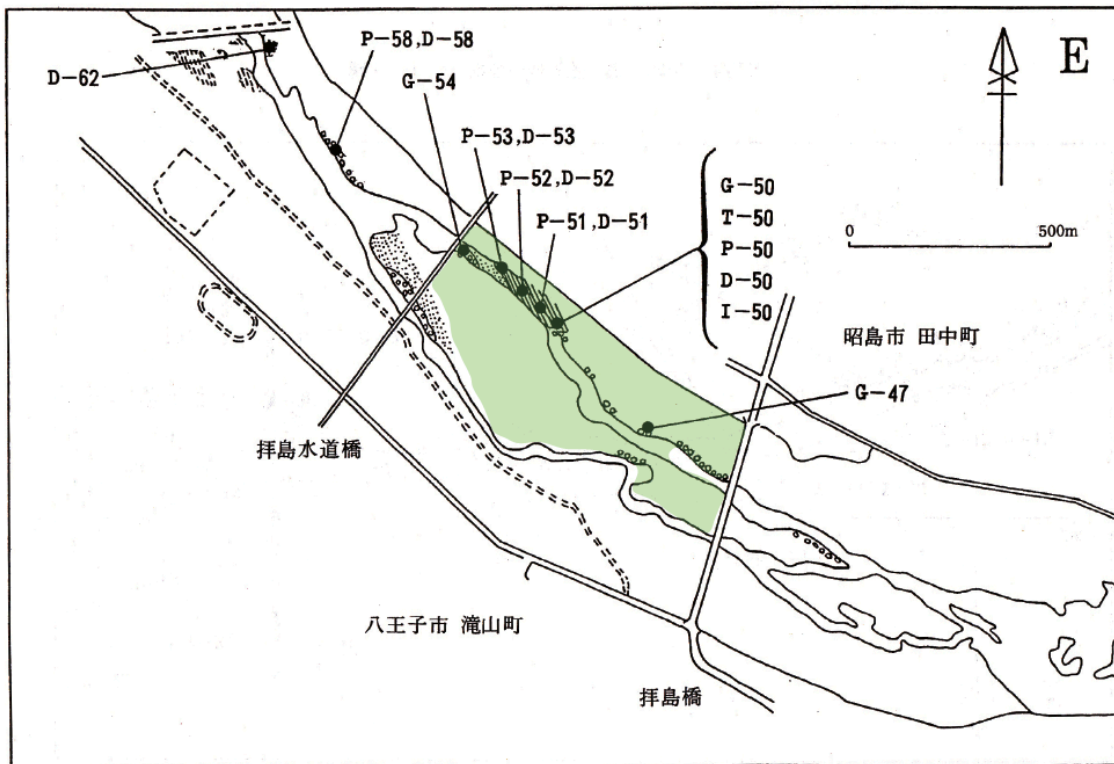 E
P-58,D-58
D-62
G-54
P-53,D-53
P-52,D-52
P-51,D-51
G-50
T-50
P-50
D-50
I-50
0 500m
昭島市 田中町
G-47
拝島水道橋
八王子市 滝山町
拝島橋